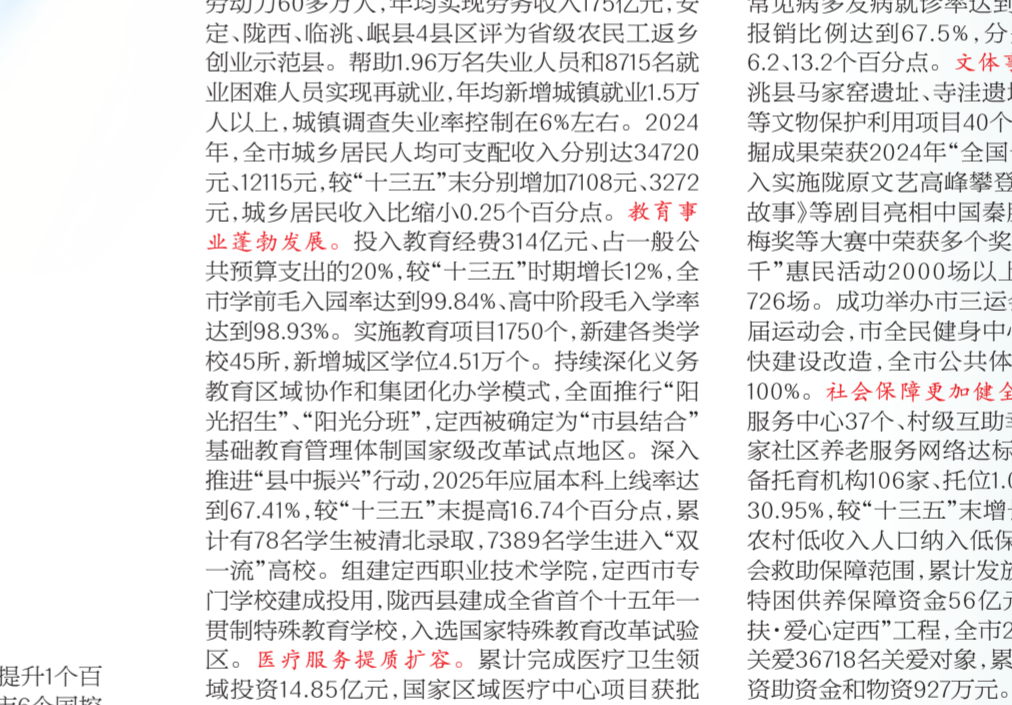 提升1个百
劳动力60多万人,年均实现劳务收入175亿元,安
定、陇西、临洮、岷县4县区评为省级农民工返乡
创业示范县。帮助1.96万名失业人员和8715名就
业困难人员实现再就业,年均新增城镇就业1.5万
人以上,城镇调查失业率控制在6%左右。2024
年,全市城乡居民人均可支配收入分别达34720
元、12115元,较“十三五”末分别增加7108元、3272
元,城乡居民收入比缩小0.25个百分点。教育事
业蓬勃发展。投入教育经费314亿元、占一般公
共预算支出的20%,较“十三五”时期增长12%,全
市学前毛入园率达到99.84%、高中阶段毛入学率
达到98.93%。实施教育项目1750个,新建各类学
校45所,新增城区学位4.51万个。持续深化义务
教育区域协作和集团化办学模式,全面推行“阳
光招生”、“阳光分班”,定西被确定为“市县结合”
基础教育管理体制国家级改革试点地区。深入
推进“县中振兴”行动,2025年应届本科上线率达
到67.41%,较“十三五”末提高16.74个百分点,累
计有78名学生被清北录取,7389名学生进入“双
一流”高校。组建定西职业技术学院,定西市专
门学校建成投用,陇西县建成全省首个十五年一
贯制特殊教育学校,入选国家特殊教育改革试验
区。医疗服务提质扩容。累计完成医疗卫生领
域投资14.85亿元,国家区域医疗中心项目获批
常见病多发病就诊率达到
报销比例达到67.5%,分
6.2、13.2个百分点。文体
洮县马家窑遗址、寺洼遗
等文物保护利用项目40个
掘成果荣获2024年“全国
入实施陇原文艺高峰攀登
故事》等剧目亮相中国秦
梅奖等大赛中荣获多个奖
千”惠民活动2000场以上
726场。成功举办市三运
届运动会,市全民健身中
快建设改造,全市公共体
100%。社会保障更加健全
服务中心37个、村级互助
家社区养老服务网络达标
备托育机构106家、托位1.
30.95%,较“十三五”末增
农村低收入人口纳入低保
会救助保障范围,累计发放
特困供养保障资金56亿元
扶·爱心定西”工程,全市2
关爱36718名关爱对象,累
资助资金和物资927万元。